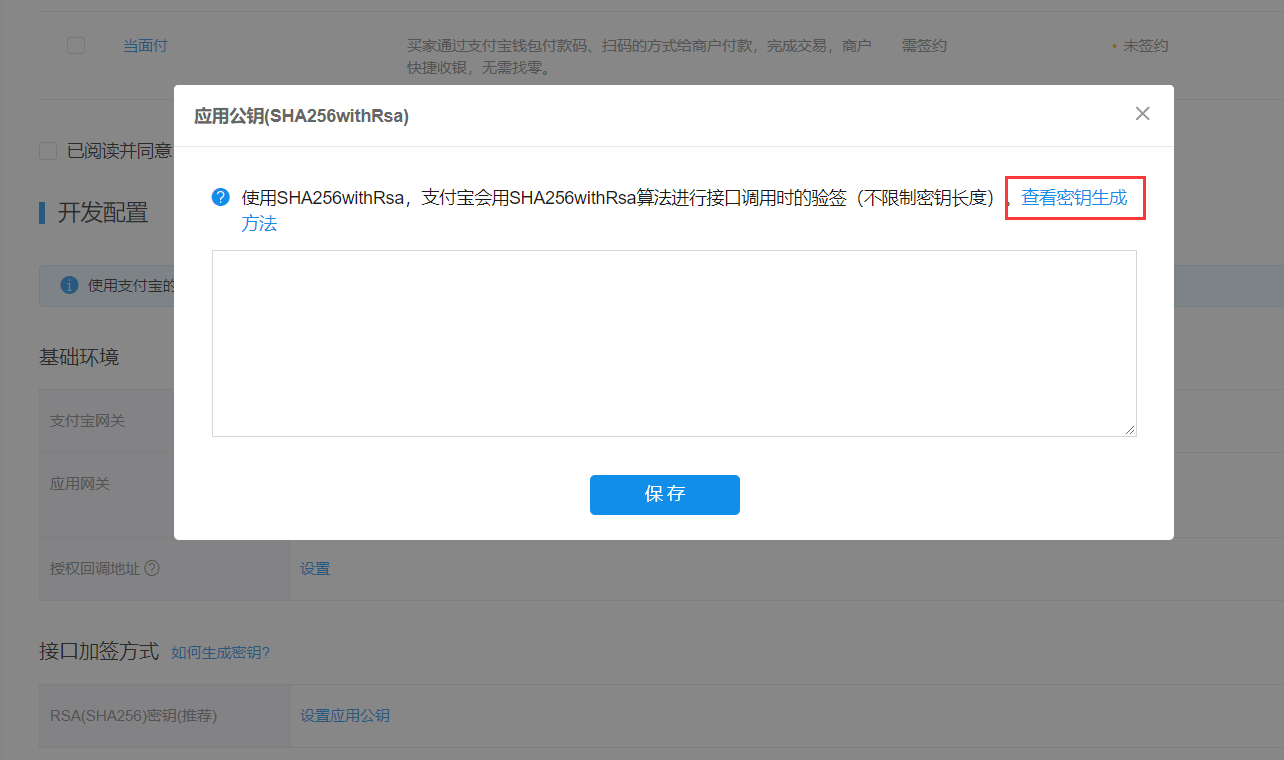 当面付
买家通过支付宝钱包付款码、扫码的方式给商户付款，完成交易，商户
快捷收银，无需找零。
需签约
未签约
应用公钥(SHA256withRsa)
已阅读并同意
使用SHA256withRsa，支付宝会用SHA256withRsa算法进行接口调用时的验签（不限制密钥长度），查看密钥生成
方法
开发配置
使用支付宝的
基础环境
支付宝网关
应用网关
保存
授权回调地址
设置
接口加签方式 如何生成密钥?
RSA(SHA256)密钥(推荐)
设置应用公钥